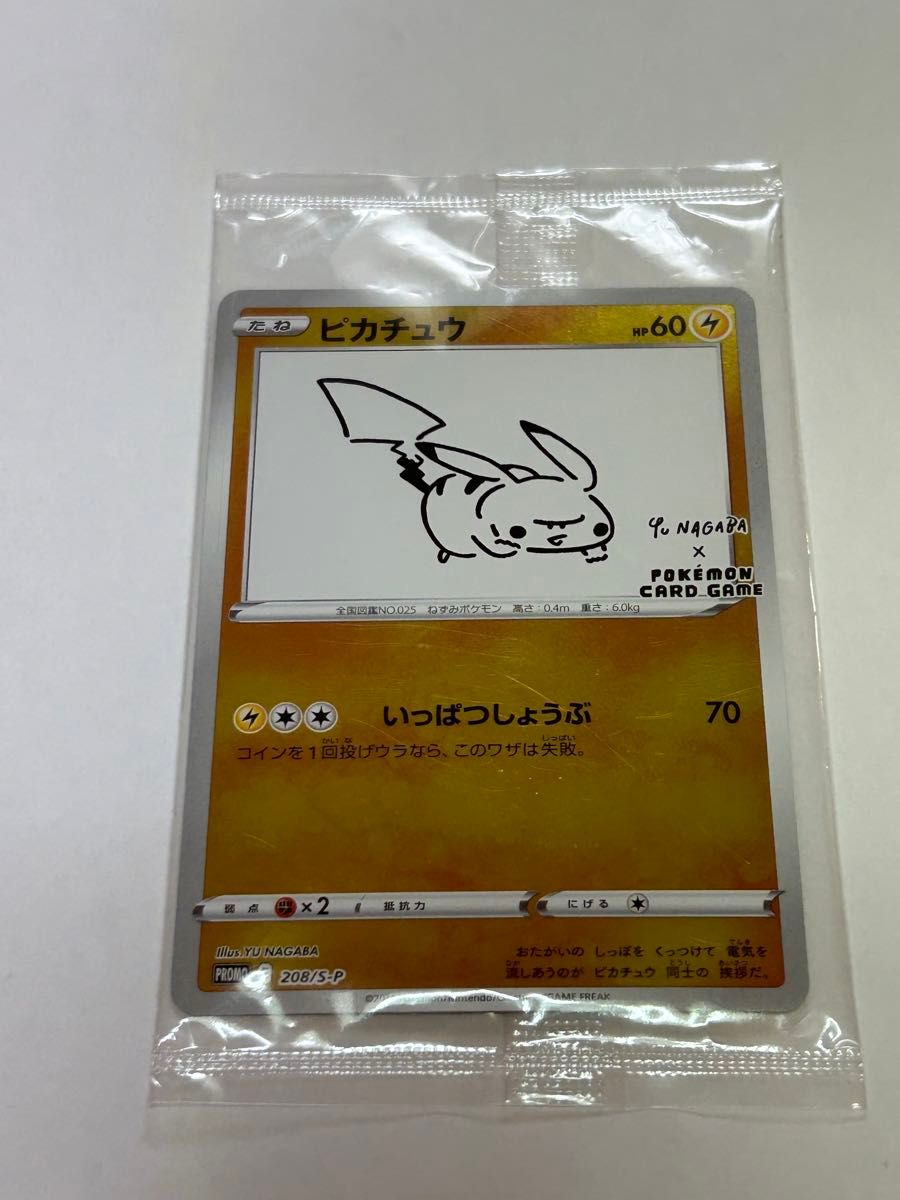 たね ピカチュウ HP60
YU NAGABA
×
POKÉMON
CARD GAME
全国図鑑NO.025 ねずみポケモン 高さ：0.4m 重さ：6.0kg
いっぱつしょうぶ 70
コインを1回投げウラなら、このワザは失敗。
弱点 ×2 抵抗力 にげる
Illus. YU NAGABA
おたがいの しっぽを くっつけて 電気を
流しあうのが ピカチュウ 同士の 挨拶だ。
PROMO 208/S-P
GAME FREAK